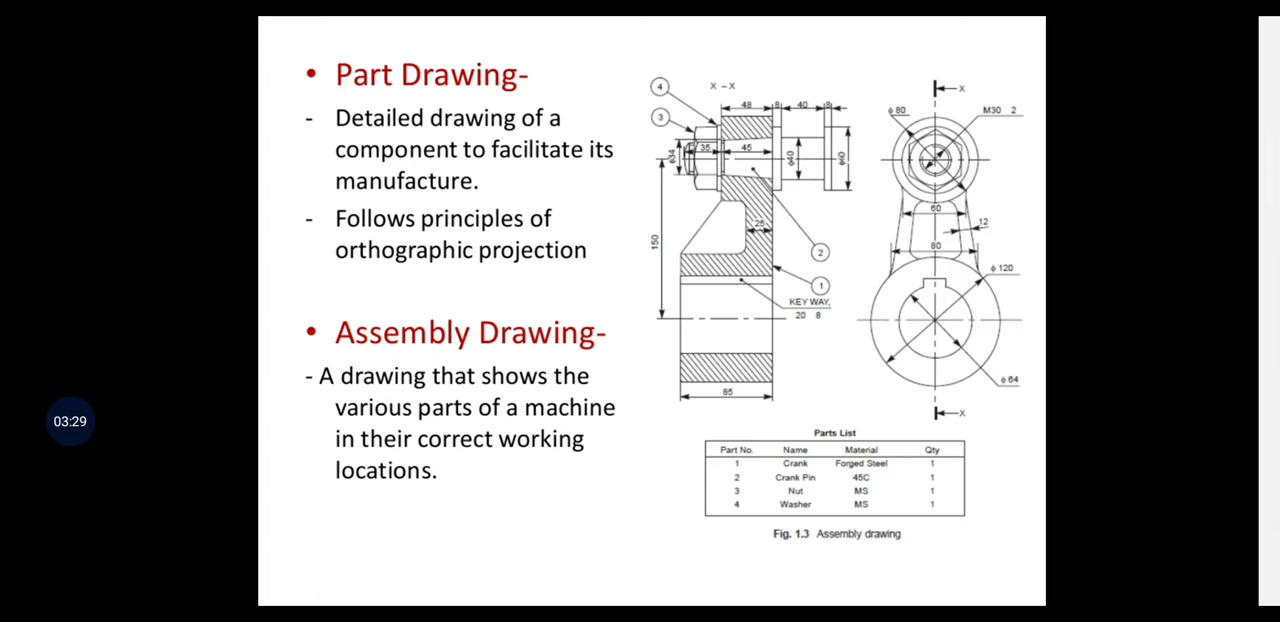 • Part Drawing-
- Detailed drawing of a
component to facilitate its
manufacture.
- Follows principles of
orthographic projection
• Assembly Drawing-
- A drawing that shows the
various parts of a machine
in their correct working
locations.
03:29
X – X
4
3
48
8
40
8
35
45
ϕ34
ϕ40
ϕ60
25
150
2
1
KEY WAY,
20 8
85
X
ϕ 80
M30 2
60
12
80
ϕ 120
ϕ 64
X
Parts List
Part No. Name Material Qty
1 Crank Forged Steel 1
2 Crank Pin 45C 1
3 Nut MS 1
4 Washer MS 1
Fig. 1.3 Assembly drawing